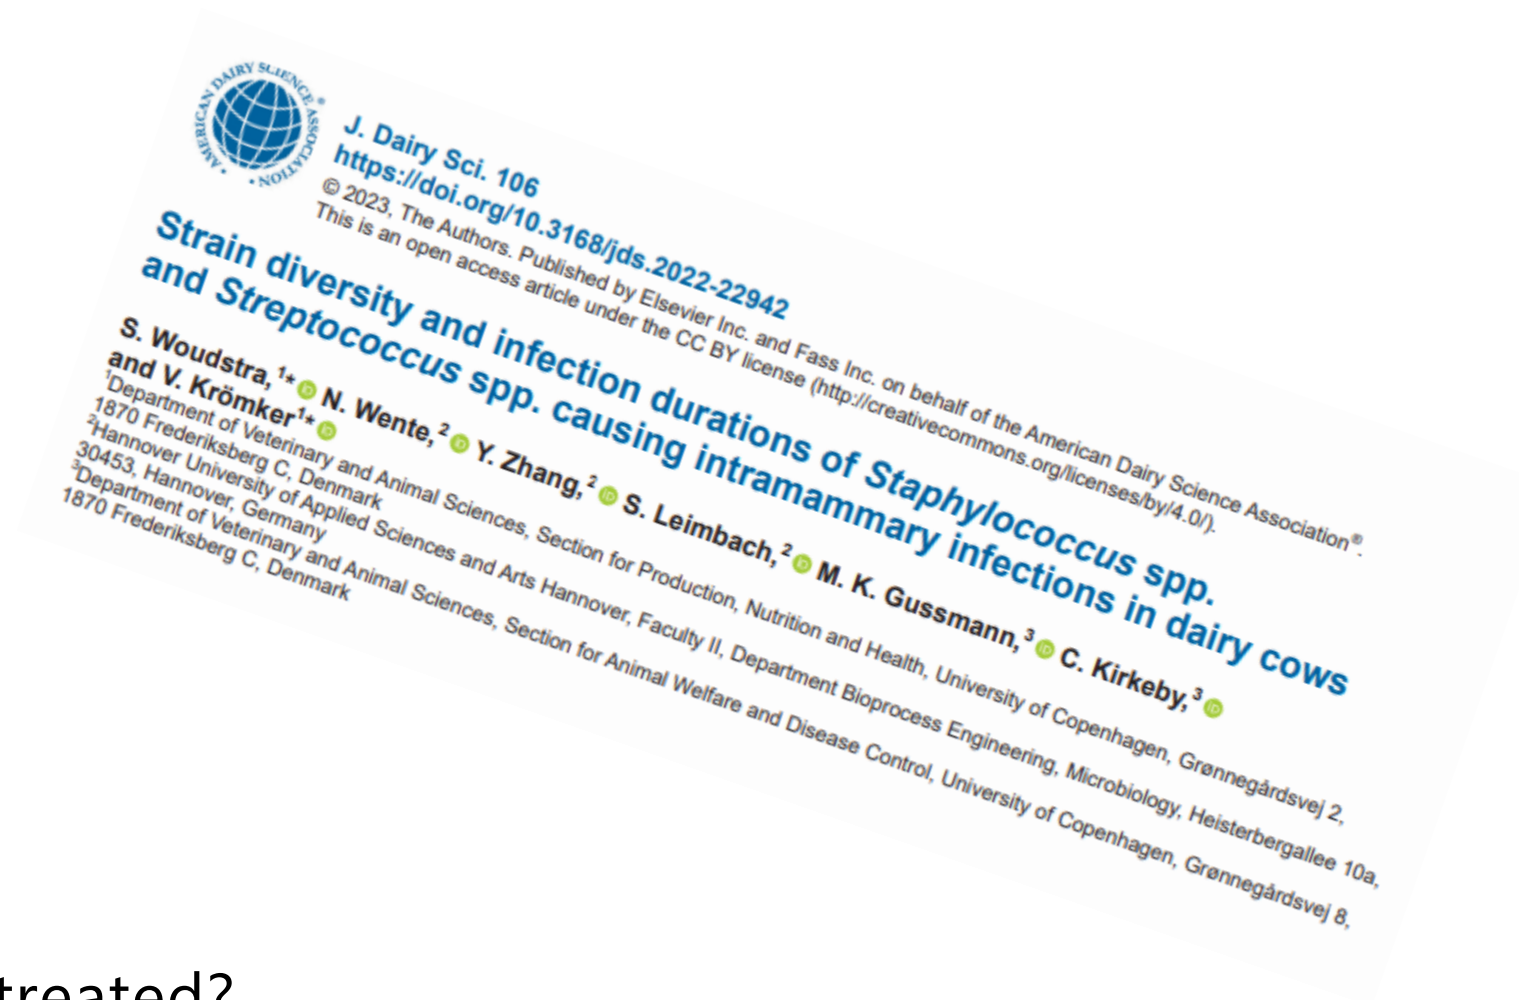 AMERICAN DAIRY SCIENCE ASSOCIATION®
J. Dairy Sci. 106
https://doi.org/10.3168/jds.2022-22942
© 2023, The Authors. Published by Elsevier Inc. and Fass Inc. on behalf of the American Dairy Science Association®.
This is an open access article under the CC BY license (http://creativecommons.org/licenses/by/4.0/).
Strain diversity and infection durations of Staphylococcus spp.
and Streptococcus spp. causing intramammary infections in dairy cows
S. Woudstra,¹* iD N. Wente,² iD Y. Zhang,² iD S. Leimbach,² iD M. K. Gussmann,³ iD C. Kirkeby,³ iD
and V. Krömker¹* iD
¹Department of Veterinary and Animal Sciences, Section for Production, Nutrition and Health, University of Copenhagen, Grønnegårdsvej 2,
1870 Frederiksberg C, Denmark
²Hannover University of Applied Sciences and Arts Hannover, Faculty II, Department Bioprocess Engineering, Microbiology, Heisterbergallee 10a,
30453, Hannover, Germany
³Department of Veterinary and Animal Sciences, Section for Animal Welfare and Disease Control, University of Copenhagen, Grønnegårdsvej 8,
1870 Frederiksberg C, Denmark
treated?